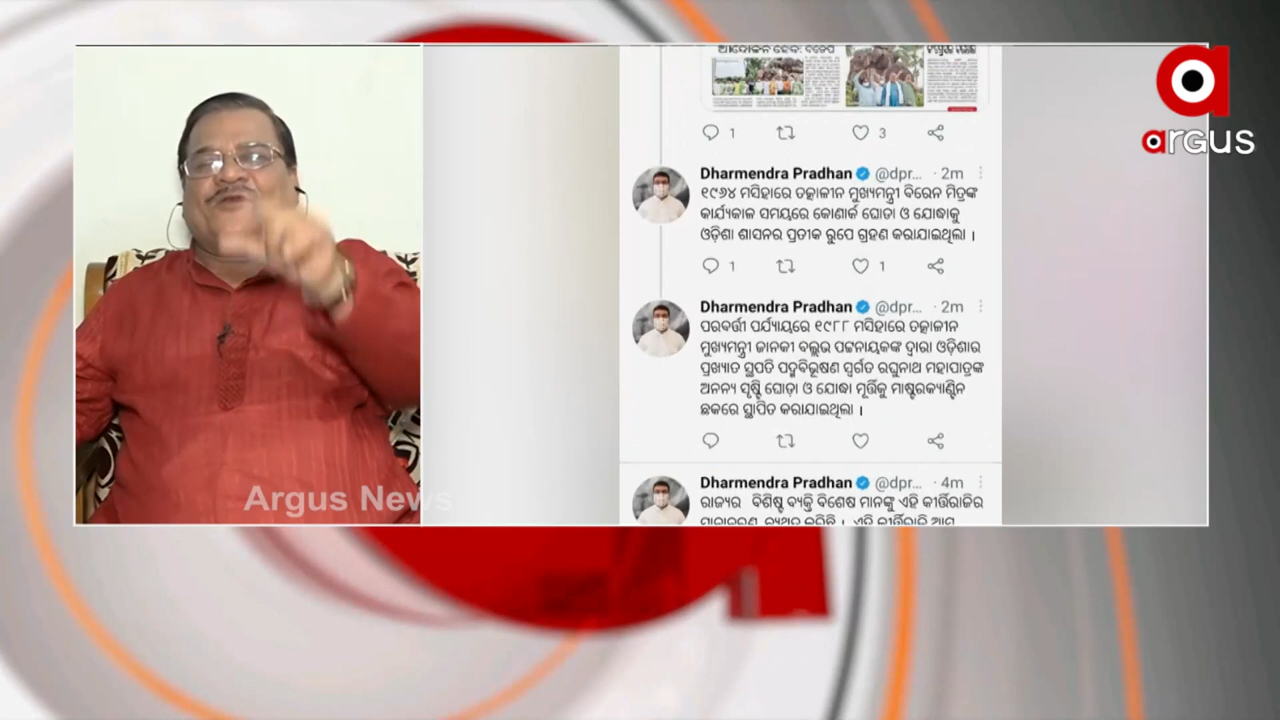 ଆନ୍ଦୋଳନ ହେବ: ବିଜେପି
1
3
Dharmendra Pradhan @dpr... · 2m
୧୯୬୪ ମସିହାରେ ତତ୍କାଳୀନ ମୁଖ୍ୟମନ୍ତ୍ରୀ ବିରେନ ମିତ୍ରଙ୍କ
କାର୍ଯ୍ୟକାଳ ସମୟରେ କୋଣାର୍କ ଘୋଡା ଓ ଯୋଦ୍ଧାକୁ
ଓଡ଼ିଶା ଶାସନର ପ୍ରତୀକ ରୁପେ ଗ୍ରହଣ କରାଯାଇଥିଲା ।
1
1
Dharmendra Pradhan @dpr... · 2m
ପରବର୍ତ୍ତୀ ପର୍ଯ୍ୟାୟରେ ୧୯୮୮ ମସିହାରେ ତତ୍କାଳୀନ
ମୁଖ୍ୟମନ୍ତ୍ରୀ ଜାନକୀ ବଲ୍ଲଭ ପଟ୍ଟନାୟକଙ୍କ ଦ୍ୱାରା ଓଡ଼ିଶାର
ପ୍ରଖ୍ୟାତ ସ୍ଥପତି ପଦ୍ମବିଭୂଷଣ ସ୍ୱର୍ଗତ ରଘୁନାଥ ମହାପାତ୍ରଙ୍କ
ଅନନ୍ୟ ସୃଷ୍ଟି ଘୋଡ଼ା ଓ ଯୋଦ୍ଧା ମୂର୍ତ୍ତିକୁ ମାଷ୍ଟରକ୍ୟାଣ୍ଟିନ
ଛକରେ ସ୍ଥାପିତ କରାଯାଇଥିଲା ।
Dharmendra Pradhan @dpr... · 4m
ରାଜ୍ୟର ବିଶିଷ୍ଟ ବ୍ୟକ୍ତି ବିଶେଷ ମାନଙ୍କୁ ଏହି କୀର୍ତ୍ତିରାଜିର
Argus News
argus